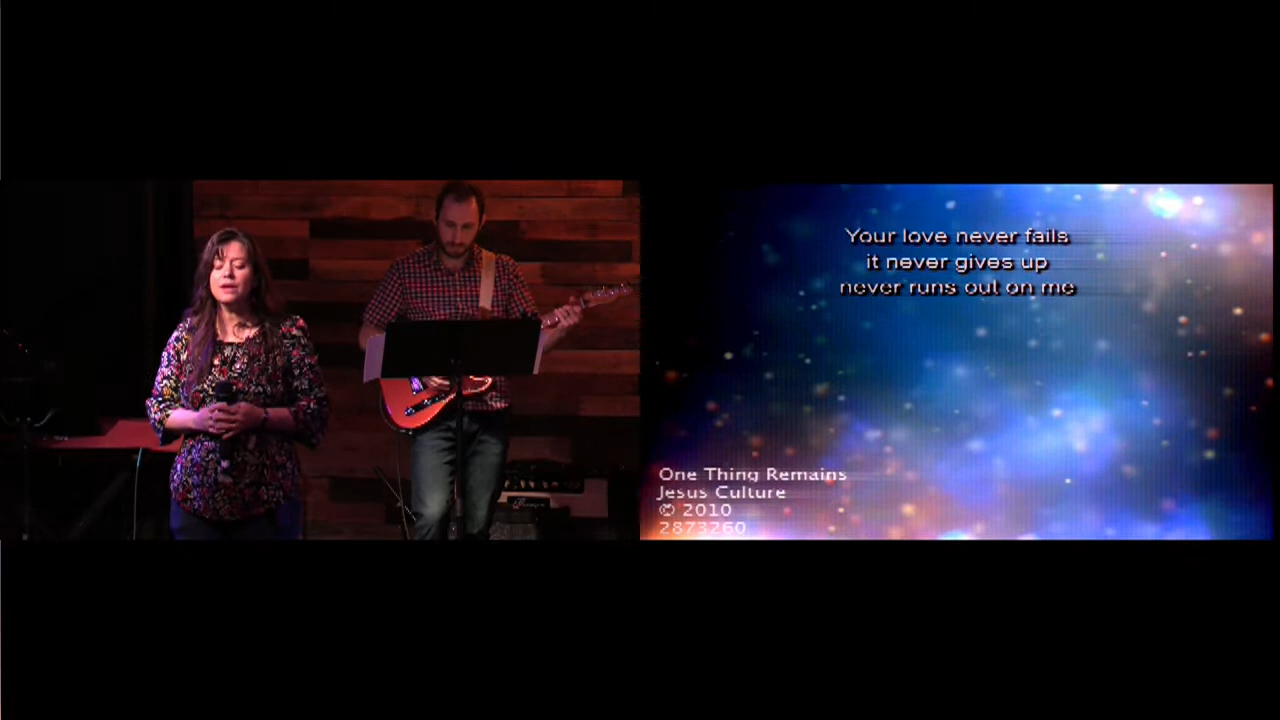 Your love never fails
it never gives up
never runs out on me
One Thing Remains
Jesus Culture
© 2010
2873260